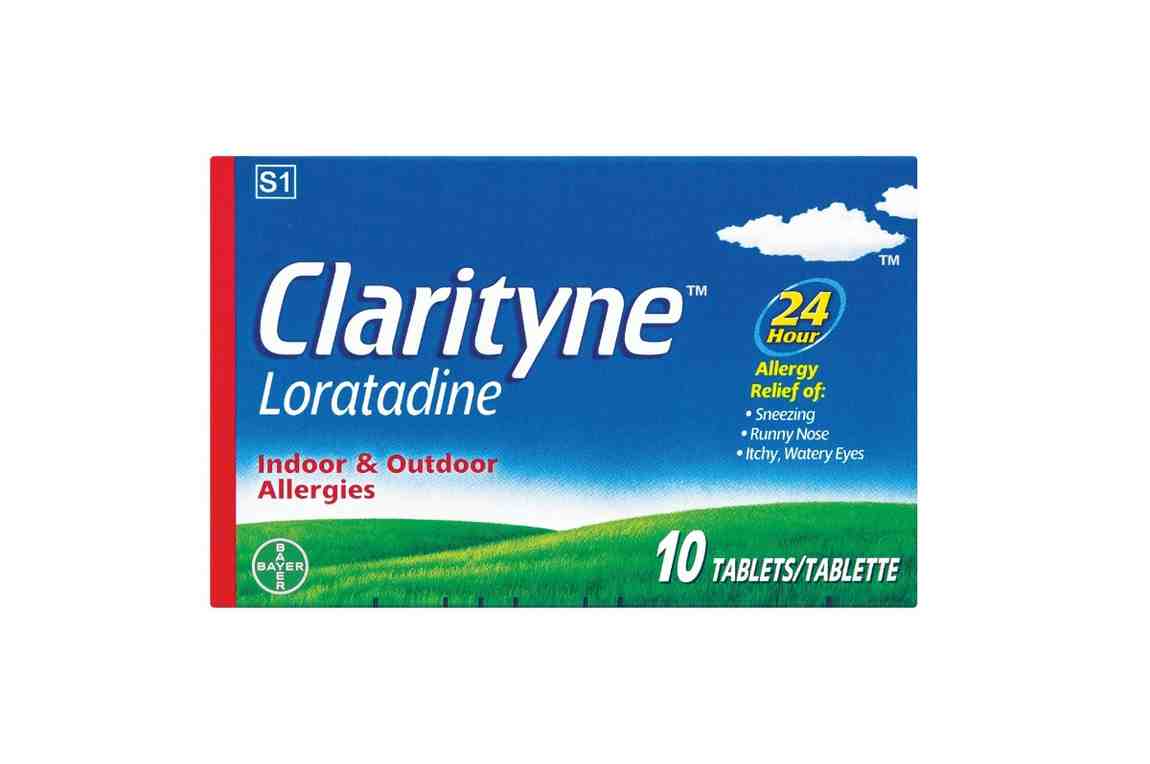 S1
TM
Clarityne™
Loratadine
24
Hour
Allergy
Relief of:
• Sneezing
• Runny Nose
• Itchy, Watery Eyes
Indoor & Outdoor
Allergies
BAYER
BAYER
10 TABLETS/TABLETTE